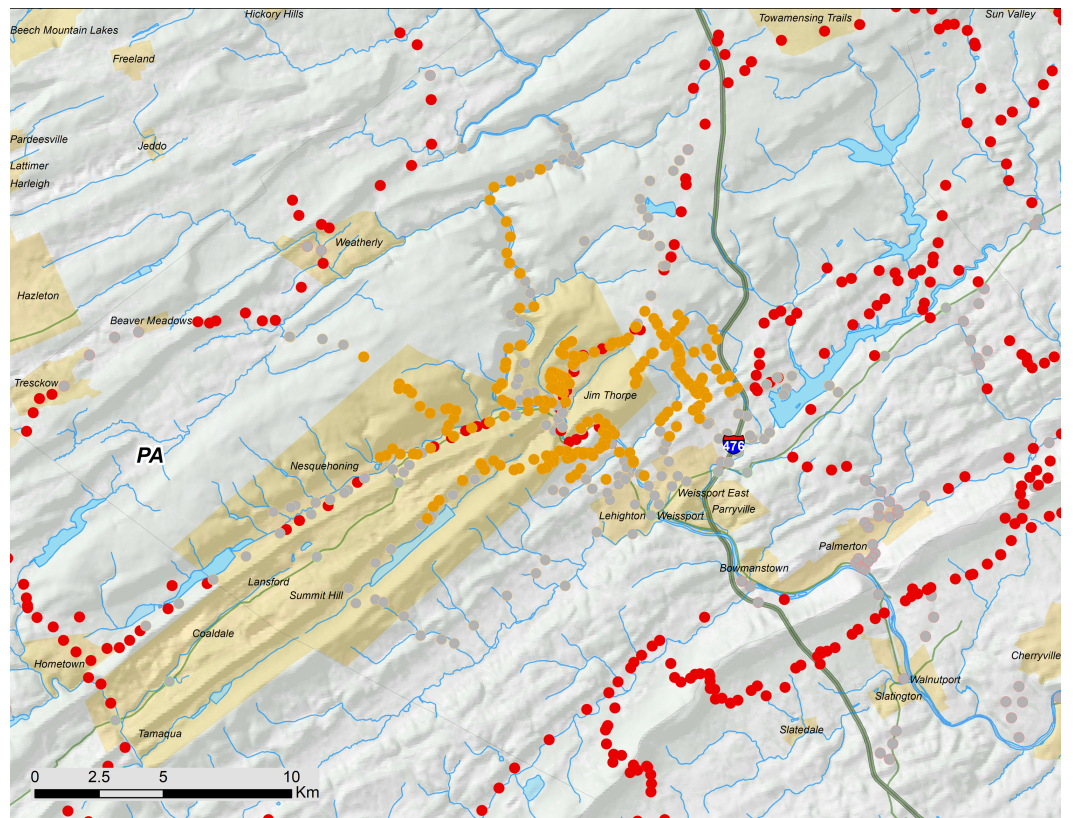 Hickory Hills
Towamensing Trails
Sun Valley
Beech Mountain Lakes
Freeland
Pardeesville
Jeddo
Lattimer
Harleigh
Weatherly
Hazleton
Beaver Meadows
Tresckow
Jim Thorpe
PA
476
Nesquehoning
Weissport East
Parryville
Lehighton
Weissport
Palmerton
Bowmanstown
Lansford
Summit Hill
Coaldale
Hometown
Cherryville
Walnutport
Slatington
Tamaqua
Slatedale
0 2.5 5 10
Km